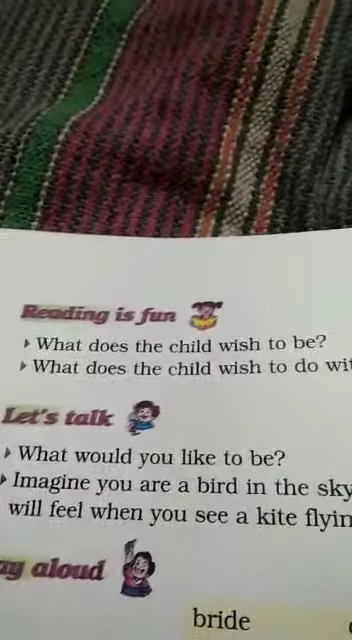 Reading is fun
What does the child wish to be?
What does the child wish to do
Let's talk
What would you like to be?
Imagine you are a bird in the sky
will feel when you see a kite
aloud
bride